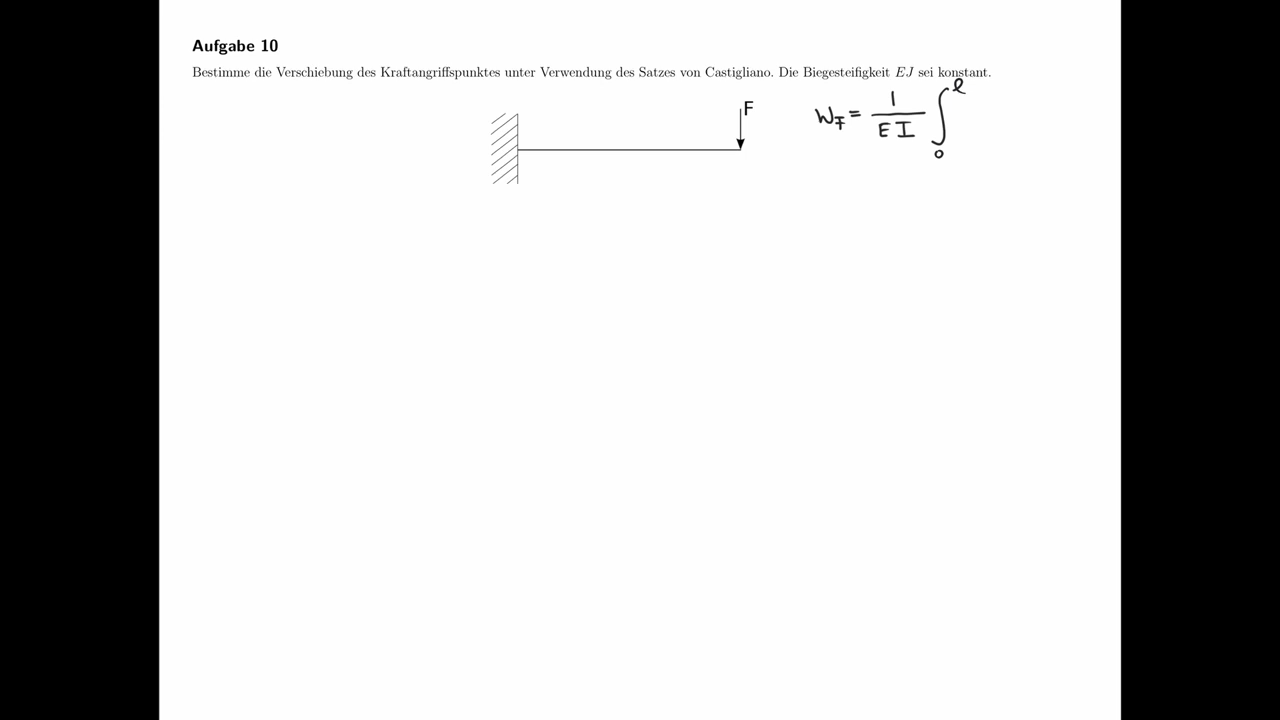 Aufgabe 10
Bestimme die Verschiebung des Kraftangriffspunktes unter Verwendung des Satzes von Castigliano. Die Biegesteifigkeit EJ sei konstant.
F
W_F = 1/(EI) ∫_0^l